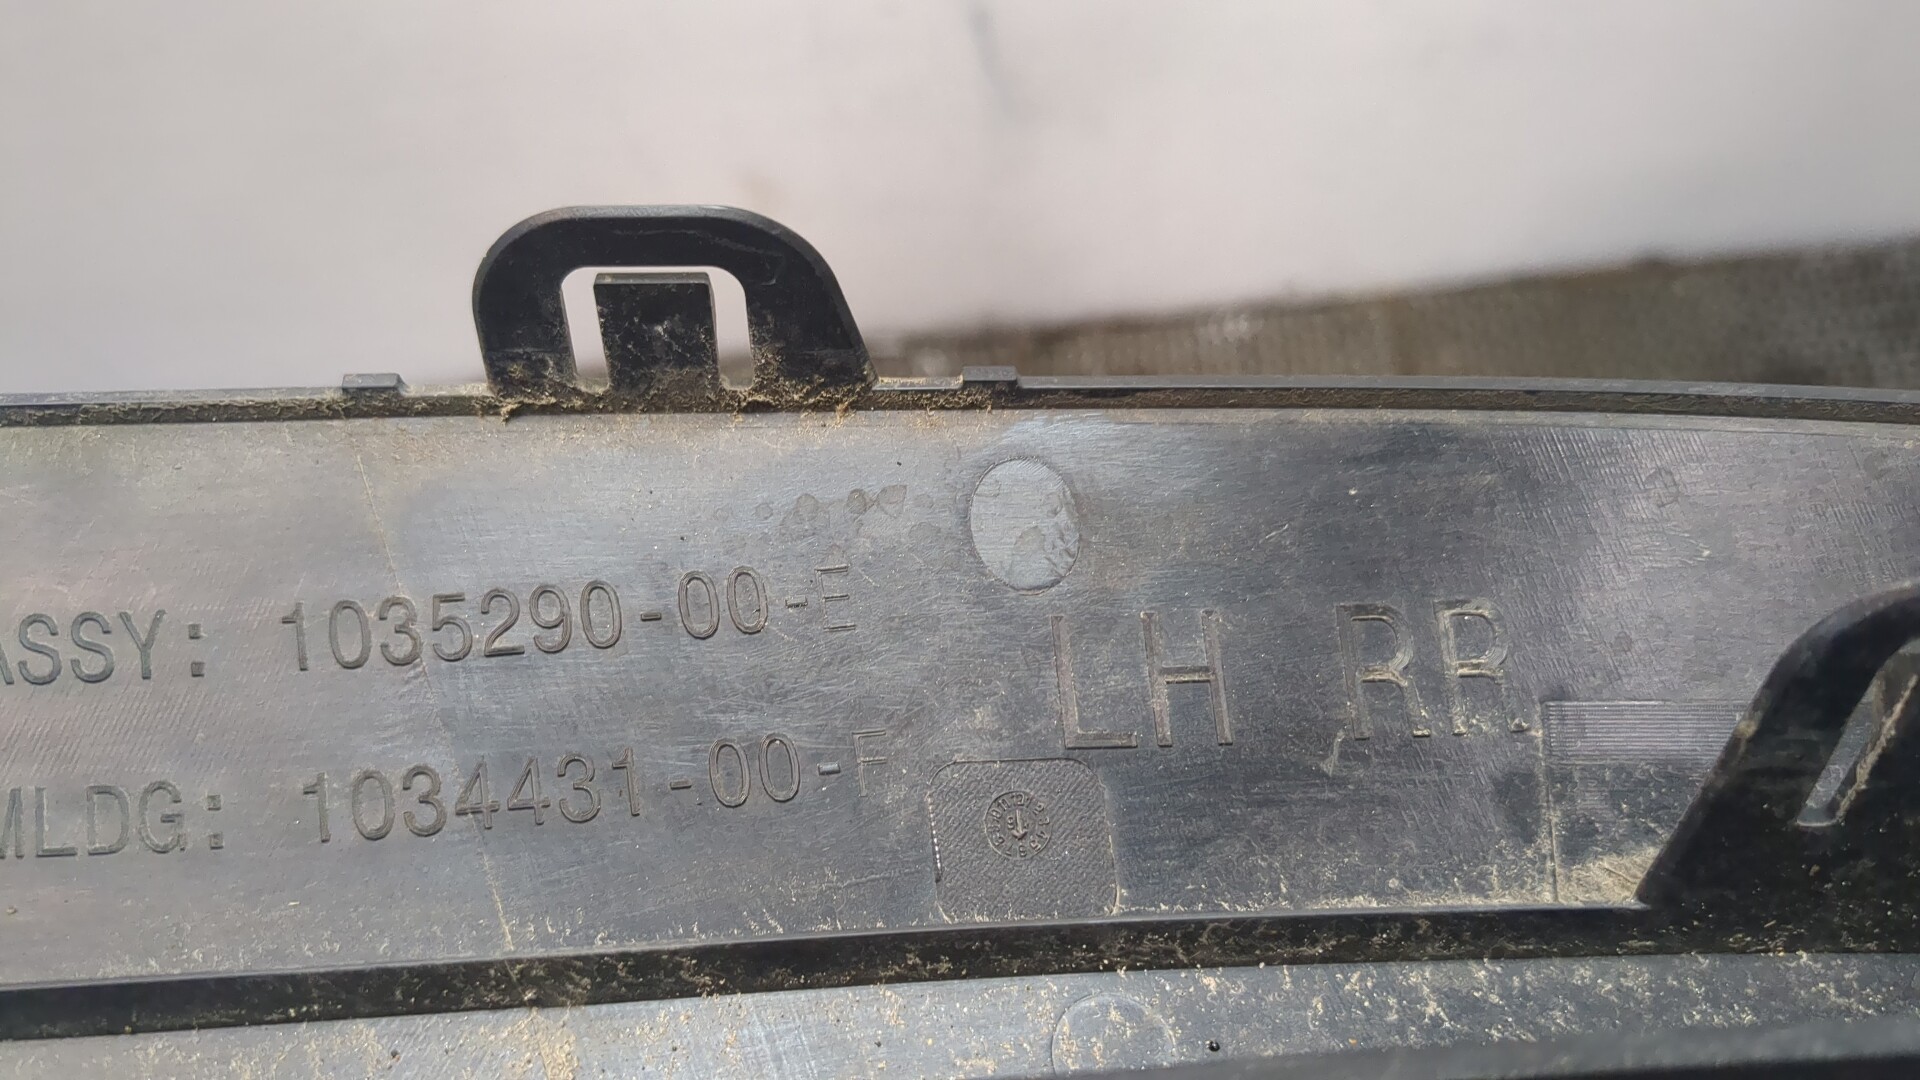 ASSY: 1035290-00-E
LH RR
MLDG: 1034431-00-F